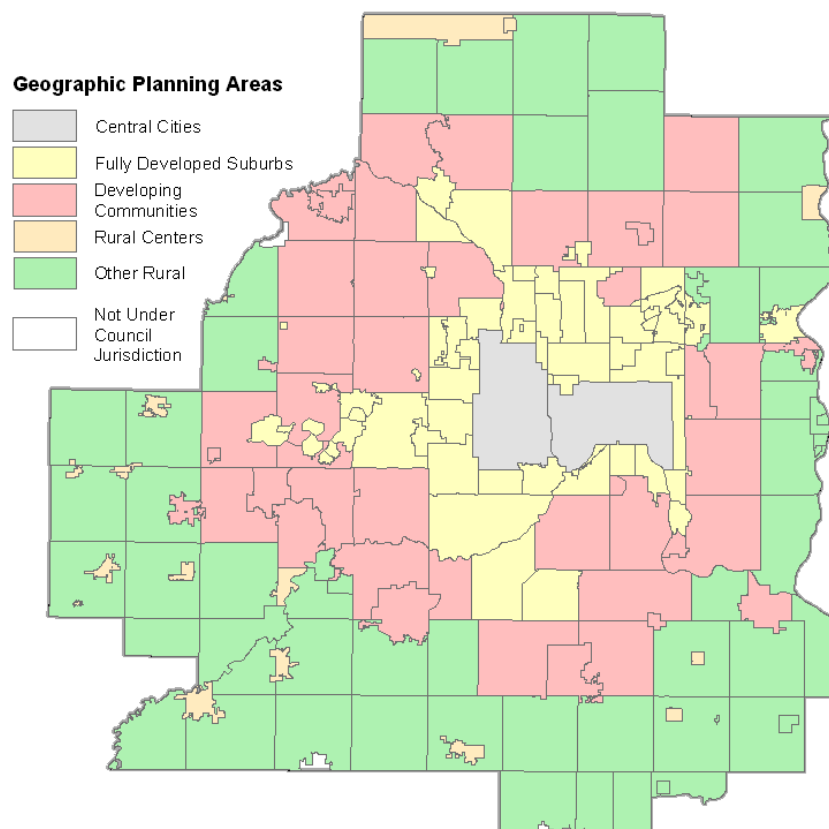 Geographic Planning Areas
Central Cities
Fully Developed Suburbs
Developing
Communities
Rural Centers
Other Rural
Not Under
Council
Jurisdiction